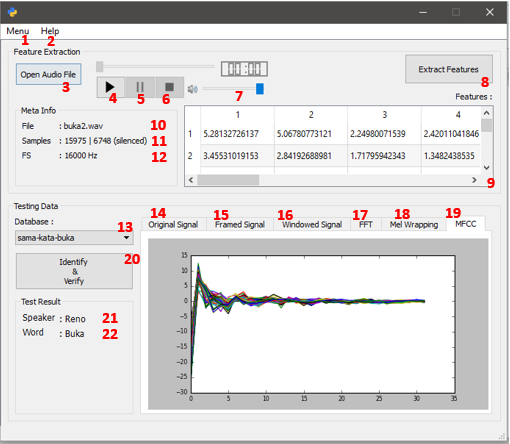 Menu Help
1 2
Feature Extraction
Open Audio File
3
00:00
4 5 6 7
Extract Features
8
Meta Info
File : buka2.wav 10
Samples : 15975 | 6748 (silenced) 11
FS : 16000 Hz 12
Features :
1 2 3 4
1 5.28132726137 5.06780773121 2.24980071539 2.42011041846
2 3.45531019153 2.84192688981 1.71795942343 1.3482438535
9
Testing Data
Database :
13
sama-kata-buka
20
Identify
&
Verify
Test Result
Speaker : Reno 21
Word : Buka 22
14 15 16 17 18 19
Original Signal Framed Signal Windowed Signal FFT Mel Wrapping MFCC
15
10
5
0
−5
−10
−15
−20
−25
−30
0 5 10 15 20 25 30 35